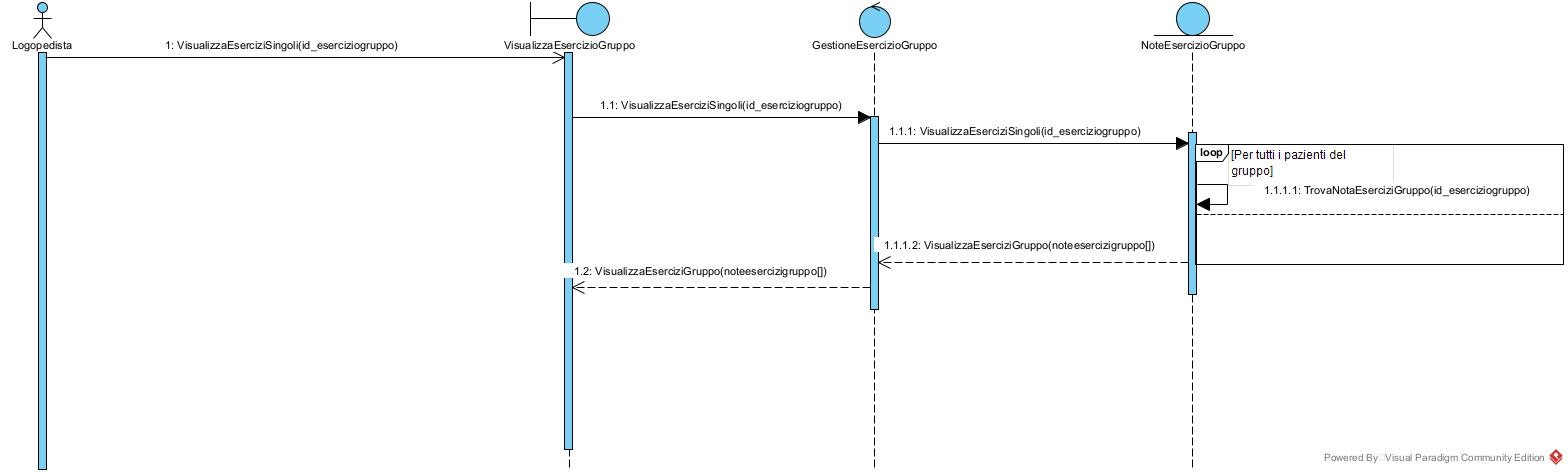 Logopedista
VisualizzaEsercizioGruppo
GestioneEsercizioGruppo
NoteEsercizioGruppo
1: VisualizzaEserciziSingoli(id_eserciziogruppo)
1.1: VisualizzaEserciziSingoli(id_eserciziogruppo)
1.1.1: VisualizzaEserciziSingoli(id_eserciziogruppo)
loop
[Per tutti i pazienti del
gruppo]
1.1.1.1: TrovaNotaEserciziGruppo(id_eserciziogruppo)
1.1.1.2: VisualizzaEserciziGruppo(noteesercizigruppo[])
1.2: VisualizzaEserciziGruppo(noteesercizigruppo[])
Powered By Visual Paradigm Community Edition